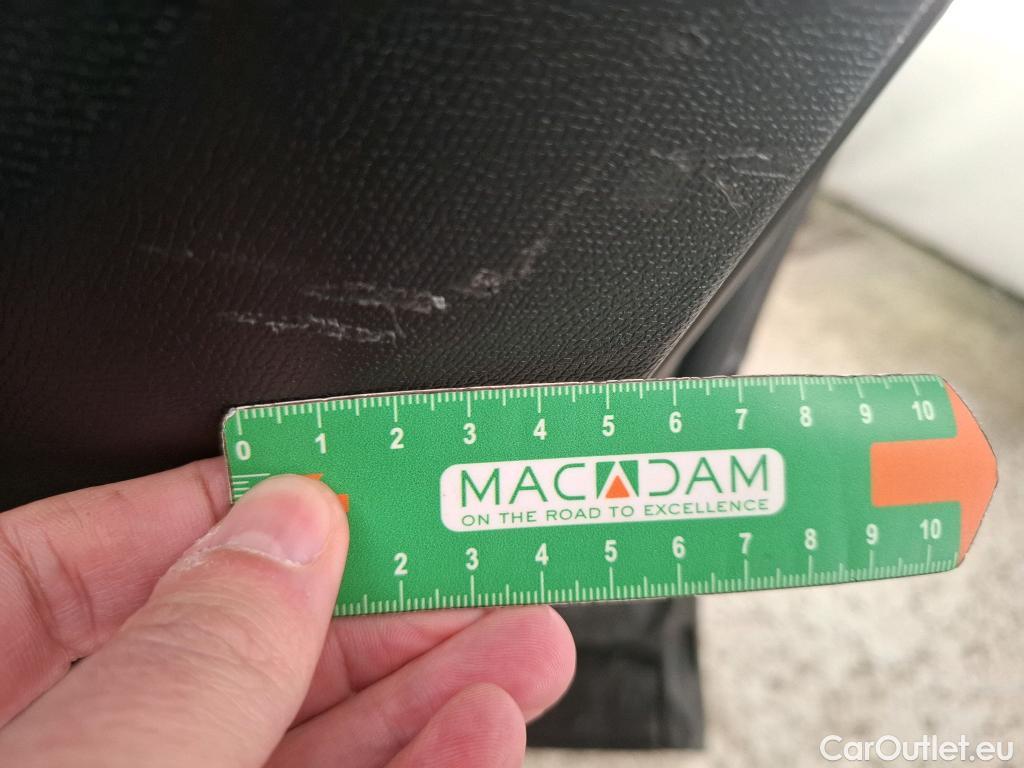 0 1 2 3 4 5 6 7 8 9 10
MACADAM
ON THE ROAD TO EXCELLENCE
2 3 4 5 6 7 8 9 10
CarOutlet.eu